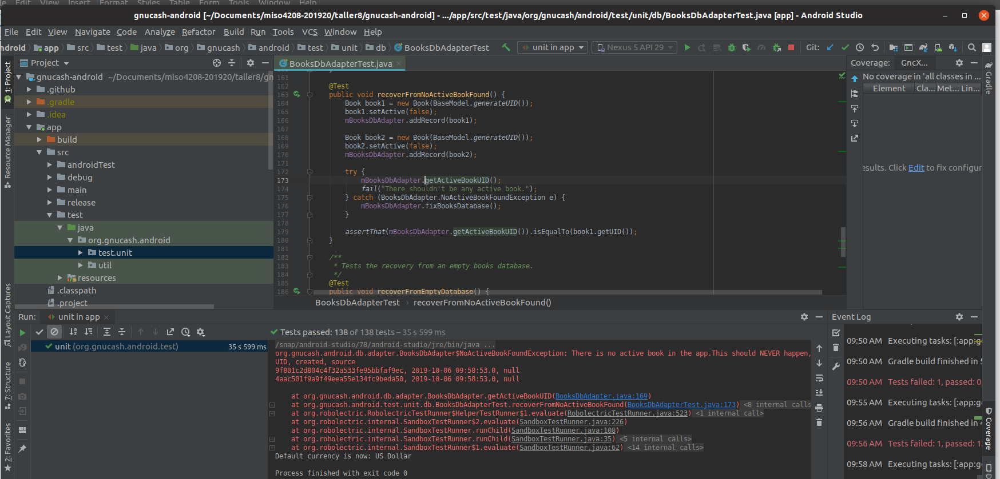 Edit View Insert Format Styles Table Form Tools Window Help
gnucash-android [~/Documents/miso4208-201920/taller8/gnucash-android] - .../app/src/test/java/org/gnucash/android/test/unit/db/BooksDbAdapterTest.java [app] - Android Studio
File Edit View Navigate Code Analyze Refactor Build Run Tools VCS Window Help
ndroid app src test java org gnucash android test unit db BooksDbAdapterTest unit in app Nexus 5 API 29 Git:
Project
BooksDbAdapterTest.java
Coverage: GncX...
1: Project
Resource Manager
Layout Captures
7: Structure
2: Favorites
gnucash-android ~/Documents/miso4208-201920/taller8/gn
.github
.gradle
.idea
app
build
src
androidTest
debug
main
release
test
java
org.gnucash.android
test.unit
util
resources
.classpath
.project
161
162 @Test
163 public void recoverFromNoActiveBookFound() {
164 Book book1 = new Book(BaseModel.generateUID());
165 book1.setActive(false);
166 mBooksDbAdapter.addRecord(book1);
167
168 Book book2 = new Book(BaseModel.generateUID());
169 book2.setActive(false);
170 mBooksDbAdapter.addRecord(book2);
171
172 try {
173 mBooksDbAdapter.getActiveBookUID();
174 fail("There shouldn't be any active book.");
175 } catch (BooksDbAdapter.NoActiveBookFoundException e) {
176 mBooksDbAdapter.fixBooksDatabase();
177 }
178
179 assertThat(mBooksDbAdapter.getActiveBookUID()).isEqualTo(book1.getUID());
180 }
181
182 /**
183 * Tests the recovery from an empty books database.
184 */
185 @Test
186 public void recoverFromEmptyDatabase() {
BooksDbAdapterTest › recoverFromNoActiveBookFound()
No coverage in 'all classes in ...
Element Cla... Met... Lin...
esults. Click Edit to fix configur
Gradle
Coverage
Run: unit in app
Tests passed: 138 of 138 tests – 35 s 599 ms
unit (org.gnucash.android.test) 35 s 599 ms
/snap/android-studio/78/android-studio/jre/bin/java ...
org.gnucash.android.db.adapter.BooksDbAdapter$NoActiveBookFoundException: There is no active book in the app.This should NEVER happen,
UID, created, source
9f801c2d804c4f32a533fe95bbfaf9ec, 2019-10-06 09:58:53.0, null
4aac501f9a9f49eea55e134fc9beda50, 2019-10-06 09:58:53.0, null
at org.gnucash.android.db.adapter.BooksDbAdapter.getActiveBookUID(BooksDbAdapter.java:169)
at org.gnucash.android.test.unit.db.BooksDbAdapterTest.recoverFromNoActiveBookFound(BooksDbAdapterTest.java:173) <8 internal calls
at org.robolectric.RobolectricTestRunner$HelperTestRunner$1.evaluate(RobolectricTestRunner.java:523) <1 internal call>
at org.robolectric.internal.SandboxTestRunner$2.evaluate(SandboxTestRunner.java:226)
at org.robolectric.internal.SandboxTestRunner.runChild(SandboxTestRunner.java:108)
at org.robolectric.internal.SandboxTestRunner.runChild(SandboxTestRunner.java:35) <5 internal calls>
at org.robolectric.internal.SandboxTestRunner$1.evaluate(SandboxTestRunner.java:62) <14 internal calls>
Default currency is now: US Dollar
Process finished with exit code 0
Event Log
09:50 AM Executing tasks: [:app:ge
09:50 AM Gradle build finished in 5
09:50 AM Tests failed: 1, passed: 0
09:55 AM Executing tasks: [:app:ge
09:56 AM Gradle build finished in 4
09:56 AM Tests failed: 1, passed: 1
09:58 AM Executing tasks: [:app:ge